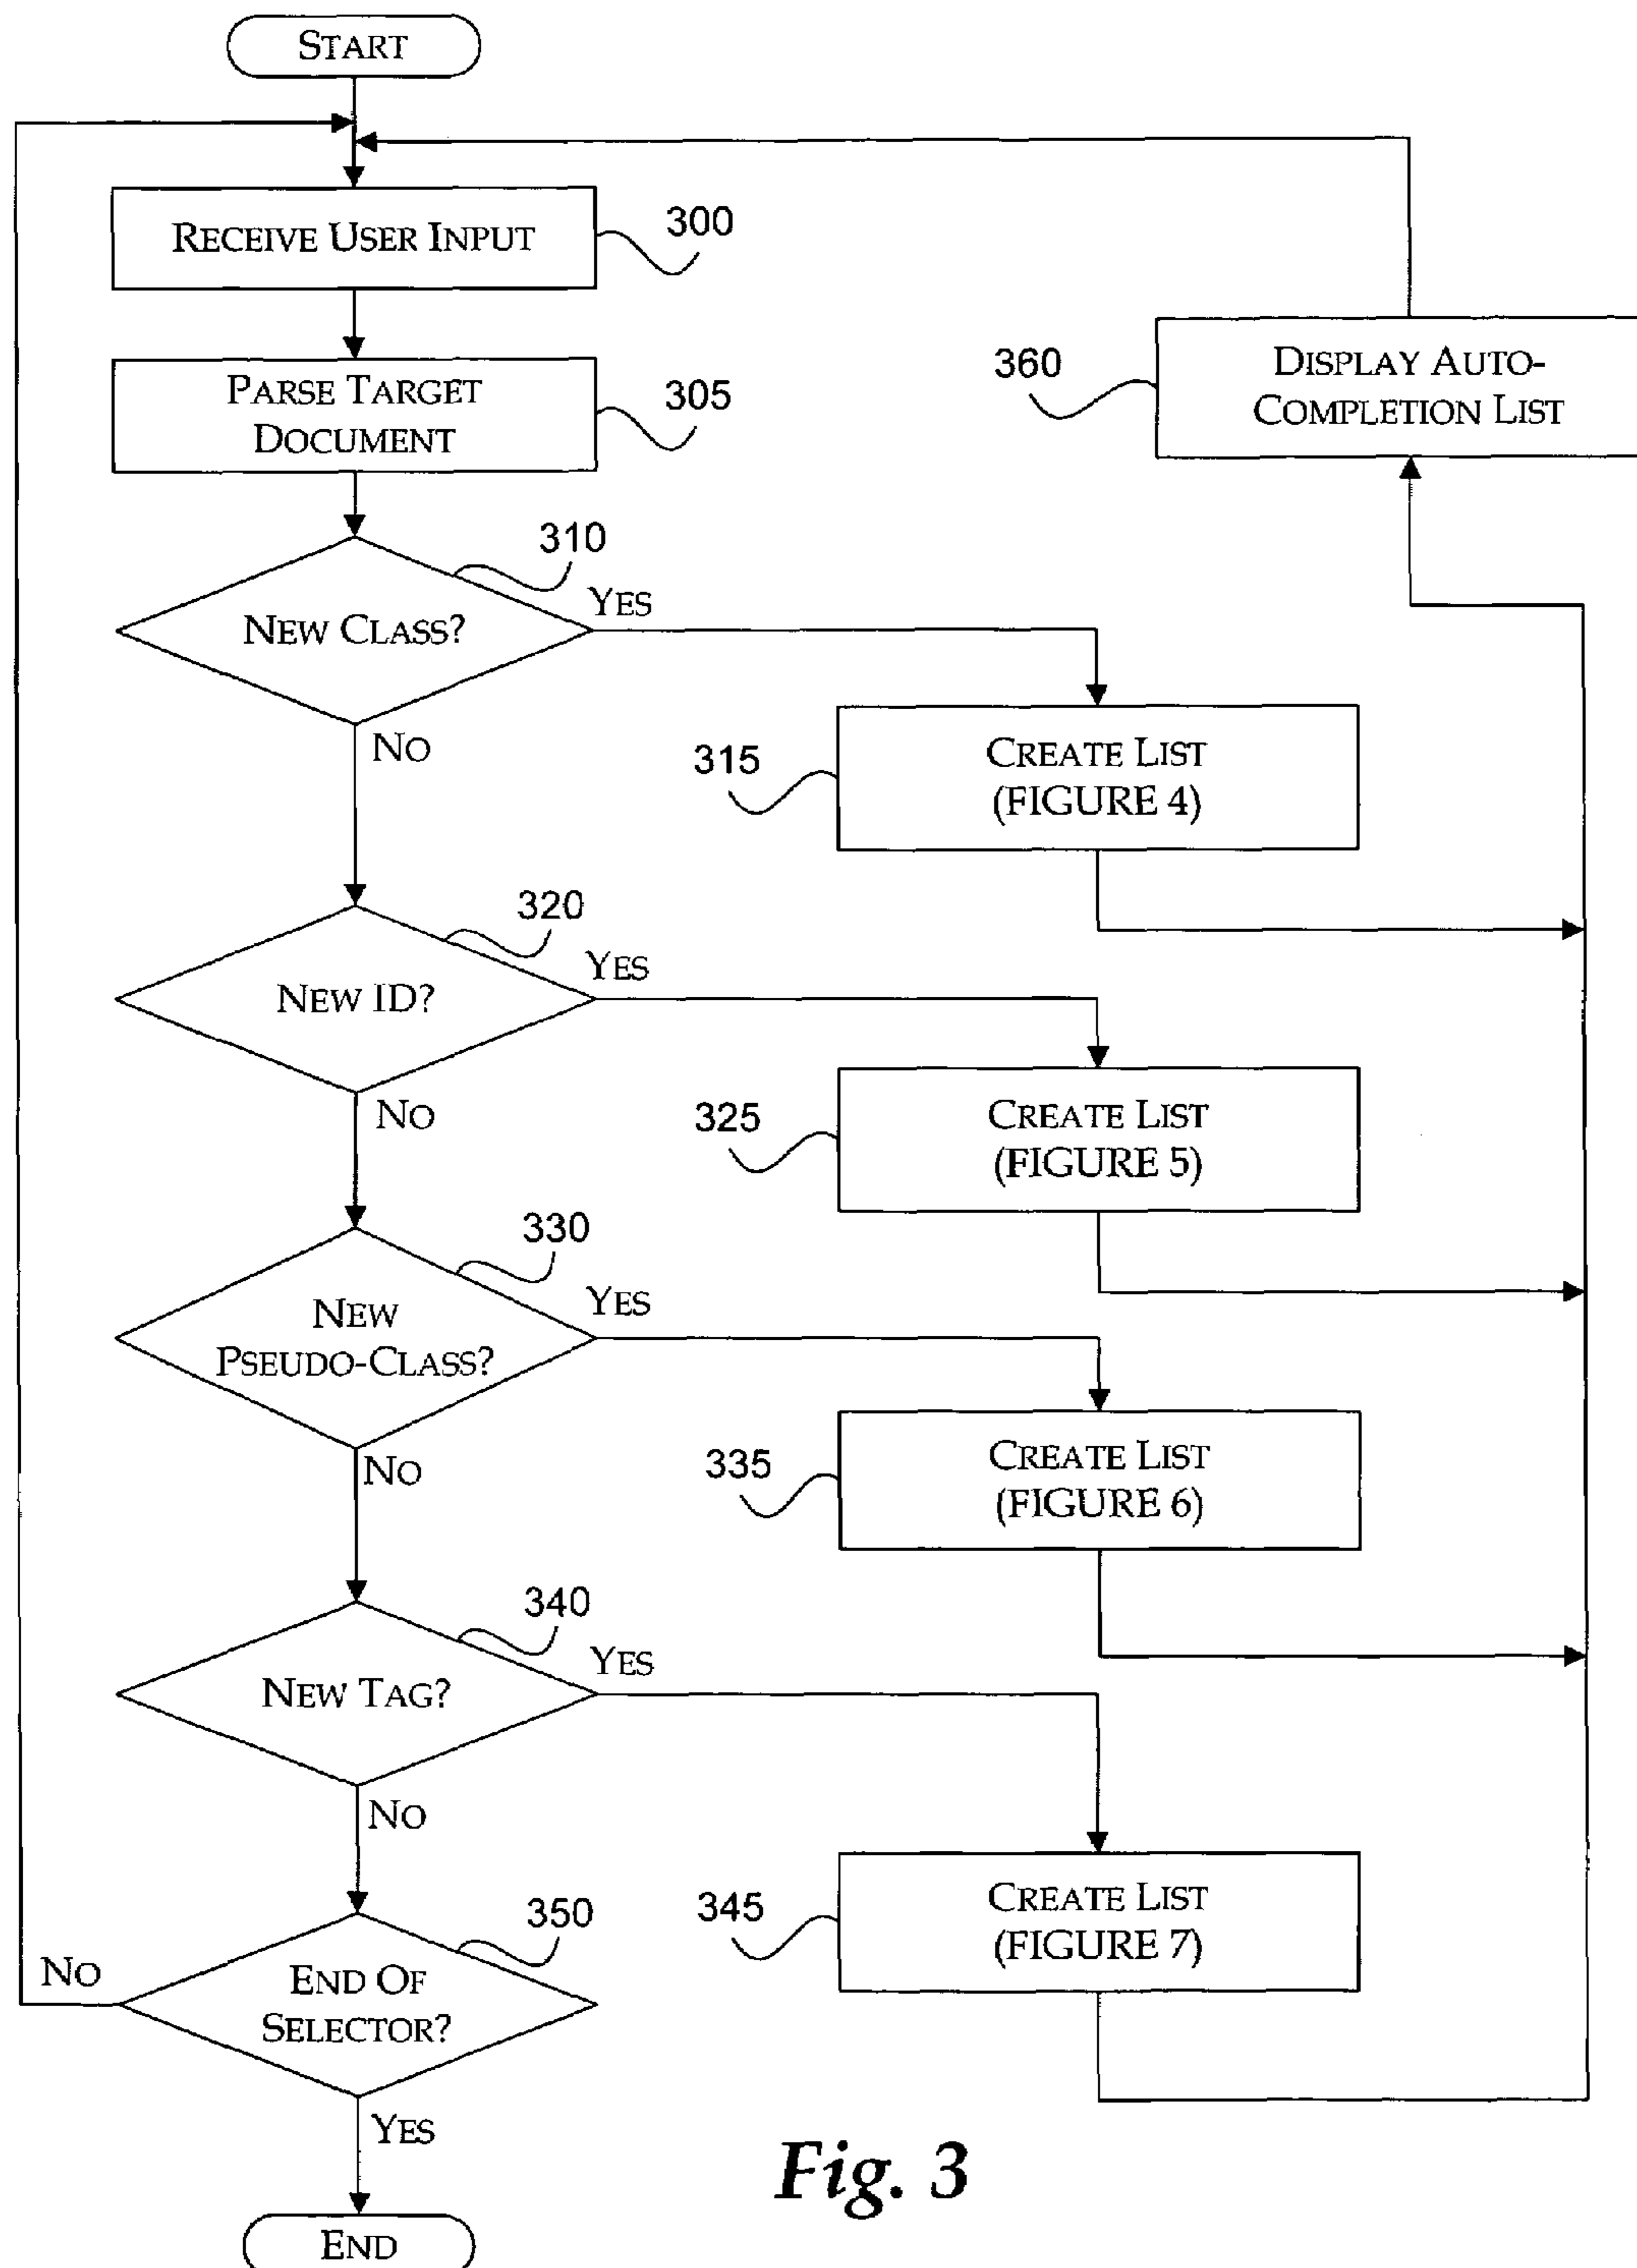 START
RECEIVE USER INPUT
300
PARSE TARGET
DOCUMENT
305
360
DISPLAY AUTO-
COMPLETION LIST
310
NEW CLASS?
YES
NO
315
CREATE LIST
(FIGURE 4)
320
NEW ID?
YES
NO
325
CREATE LIST
(FIGURE 5)
330
NEW
PSEUDO-CLASS?
YES
NO
335
CREATE LIST
(FIGURE 6)
340
NEW TAG?
YES
NO
345
CREATE LIST
(FIGURE 7)
350
END OF
SELECTOR?
NO
YES
END
Fig. 3